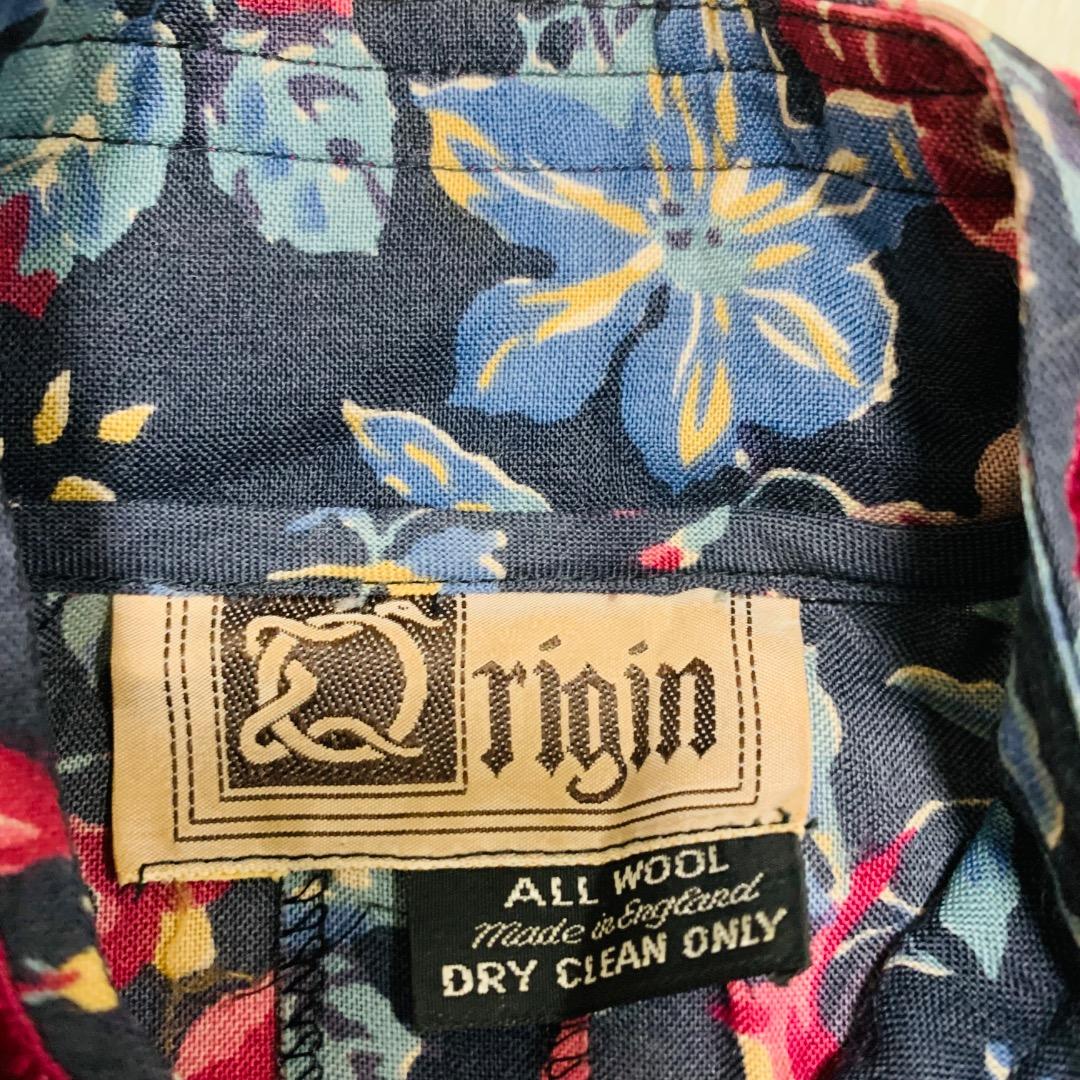 Origin
ALL WOOL
Made in England
DRY CLEAN ONLY